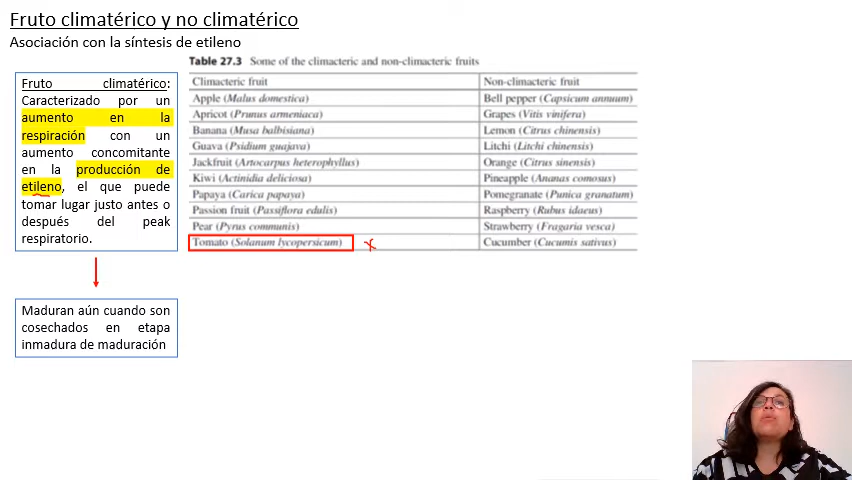 Fruto climatérico y no climatérico
Asociación con la síntesis de etileno
Fruto climatérico:
Caracterizado por un
aumento en la
respiración con un
aumento concomitante
en la producción de
etileno, el que puede
tomar lugar justo antes o
después del peak
respiratorio.
Maduran aún cuando son
cosechados en etapa
inmadura de maduración
Table 27.3 Some of the climacteric and non-climacteric fruits
Climacteric fruit Non-climacteric fruit
Apple (Malus domestica) Bell pepper (Capsicum annuum)
Apricot (Prunus armeniaca) Grapes (Vitis vinifera)
Banana (Musa balbisiana) Lemon (Citrus chinensis)
Guava (Psidium guajava) Litchi (Litchi chinensis)
Jackfruit (Artocarpus heterophyllus) Orange (Citrus sinensis)
Kiwi (Actinidia deliciosa) Pineapple (Ananas comosus)
Papaya (Carica papaya) Pomegranate (Punica granatum)
Passion fruit (Passiflora edulis) Raspberry (Rubus idaeus)
Pear (Pyrus communis) Strawberry (Fragaria vesca)
Tomato (Solanum lycopersicum) x Cucumber (Cucumis sativus)